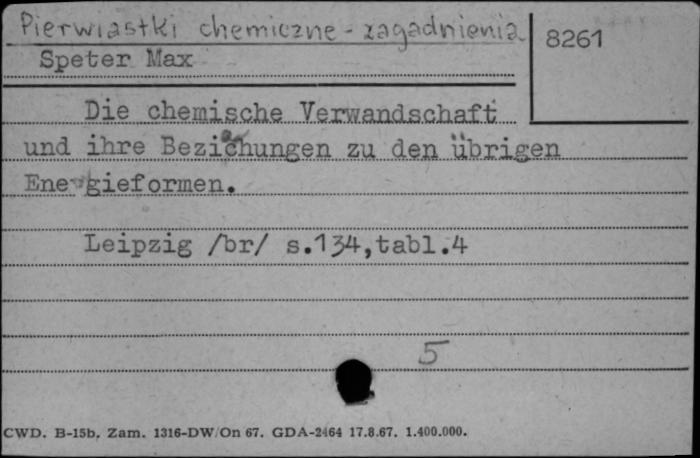 Pierwiastki chemiczne - zagadnienia
8261
Speter Max
Die chemische Verwandschaft
und ihre Beziehungen zu den übrigen
Energieformen.
Leipzig /br/ s.134,tabl.4
5
CWD. B-15b. Zam. 1316-DW/On 67. GDA-2464 17.8.67. 1.400.000.